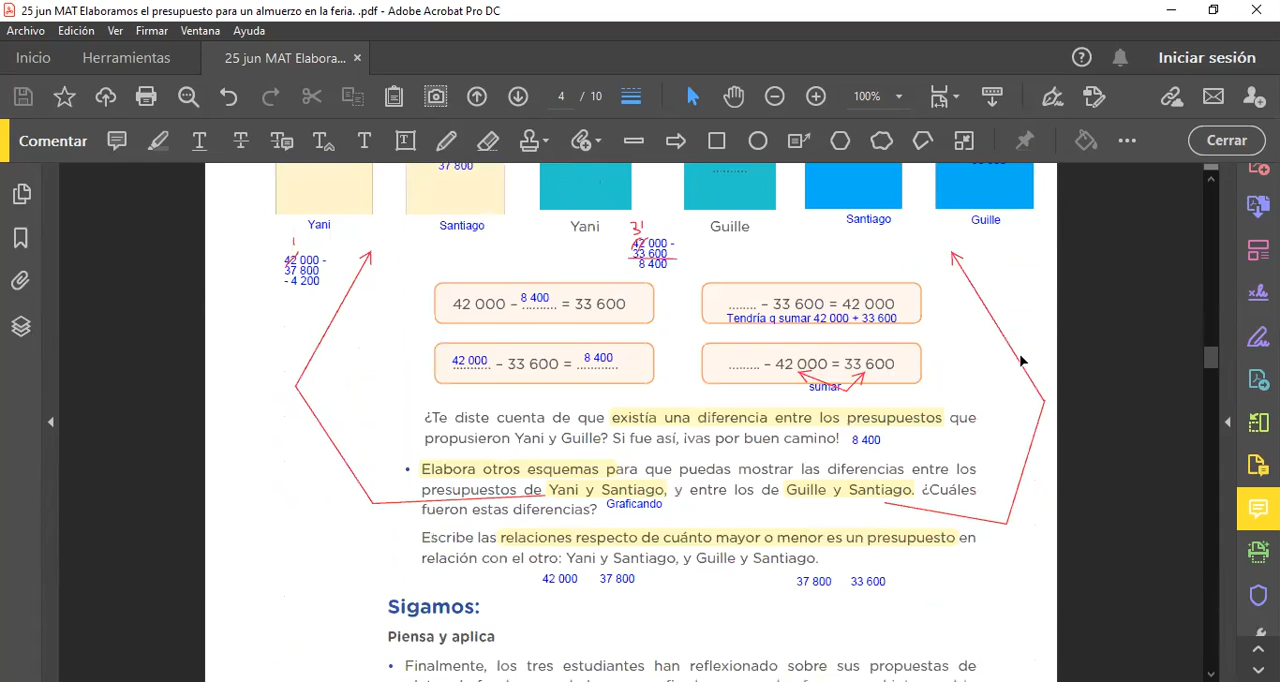 25 jun MAT Elaboramos el presupuesto para un almuerzo en la feria. .pdf - Adobe Acrobat Pro DC
Archivo Edición Ver Firmar Ventana Ayuda
Inicio Herramientas 25 jun MAT Elabora... × Iniciar sesión
4 / 10 100%
Comentar Cerrar
37 800
Yani Santiago Yani Guille Santiago Guille
1 31
42 000 -
37 800
- 4 200
42 000 -
33 600
8 400
42 000 - 8 400 = 33 600
........ - 33 600 = 42 000
Tendría q sumar 42 000 + 33 600
42 000 - 33 600 = 8 400
......... - 42 000 = 33 600
sumar
¿Te diste cuenta de que existía una diferencia entre los presupuestos que
propusieron Yani y Guille? Si fue así, ¡vas por buen camino! 8 400
• Elabora otros esquemas para que puedas mostrar las diferencias entre los
presupuestos de Yani y Santiago, y entre los de Guille y Santiago. ¿Cuáles
fueron estas diferencias? Graficando
Escribe las relaciones respecto de cuánto mayor o menor es un presupuesto en
relación con el otro: Yani y Santiago, y Guille y Santiago.
42 000 37 800 37 800 33 600
Sigamos:
Piensa y aplica
• Finalmente, los tres estudiantes han reflexionado sobre sus propuestas de